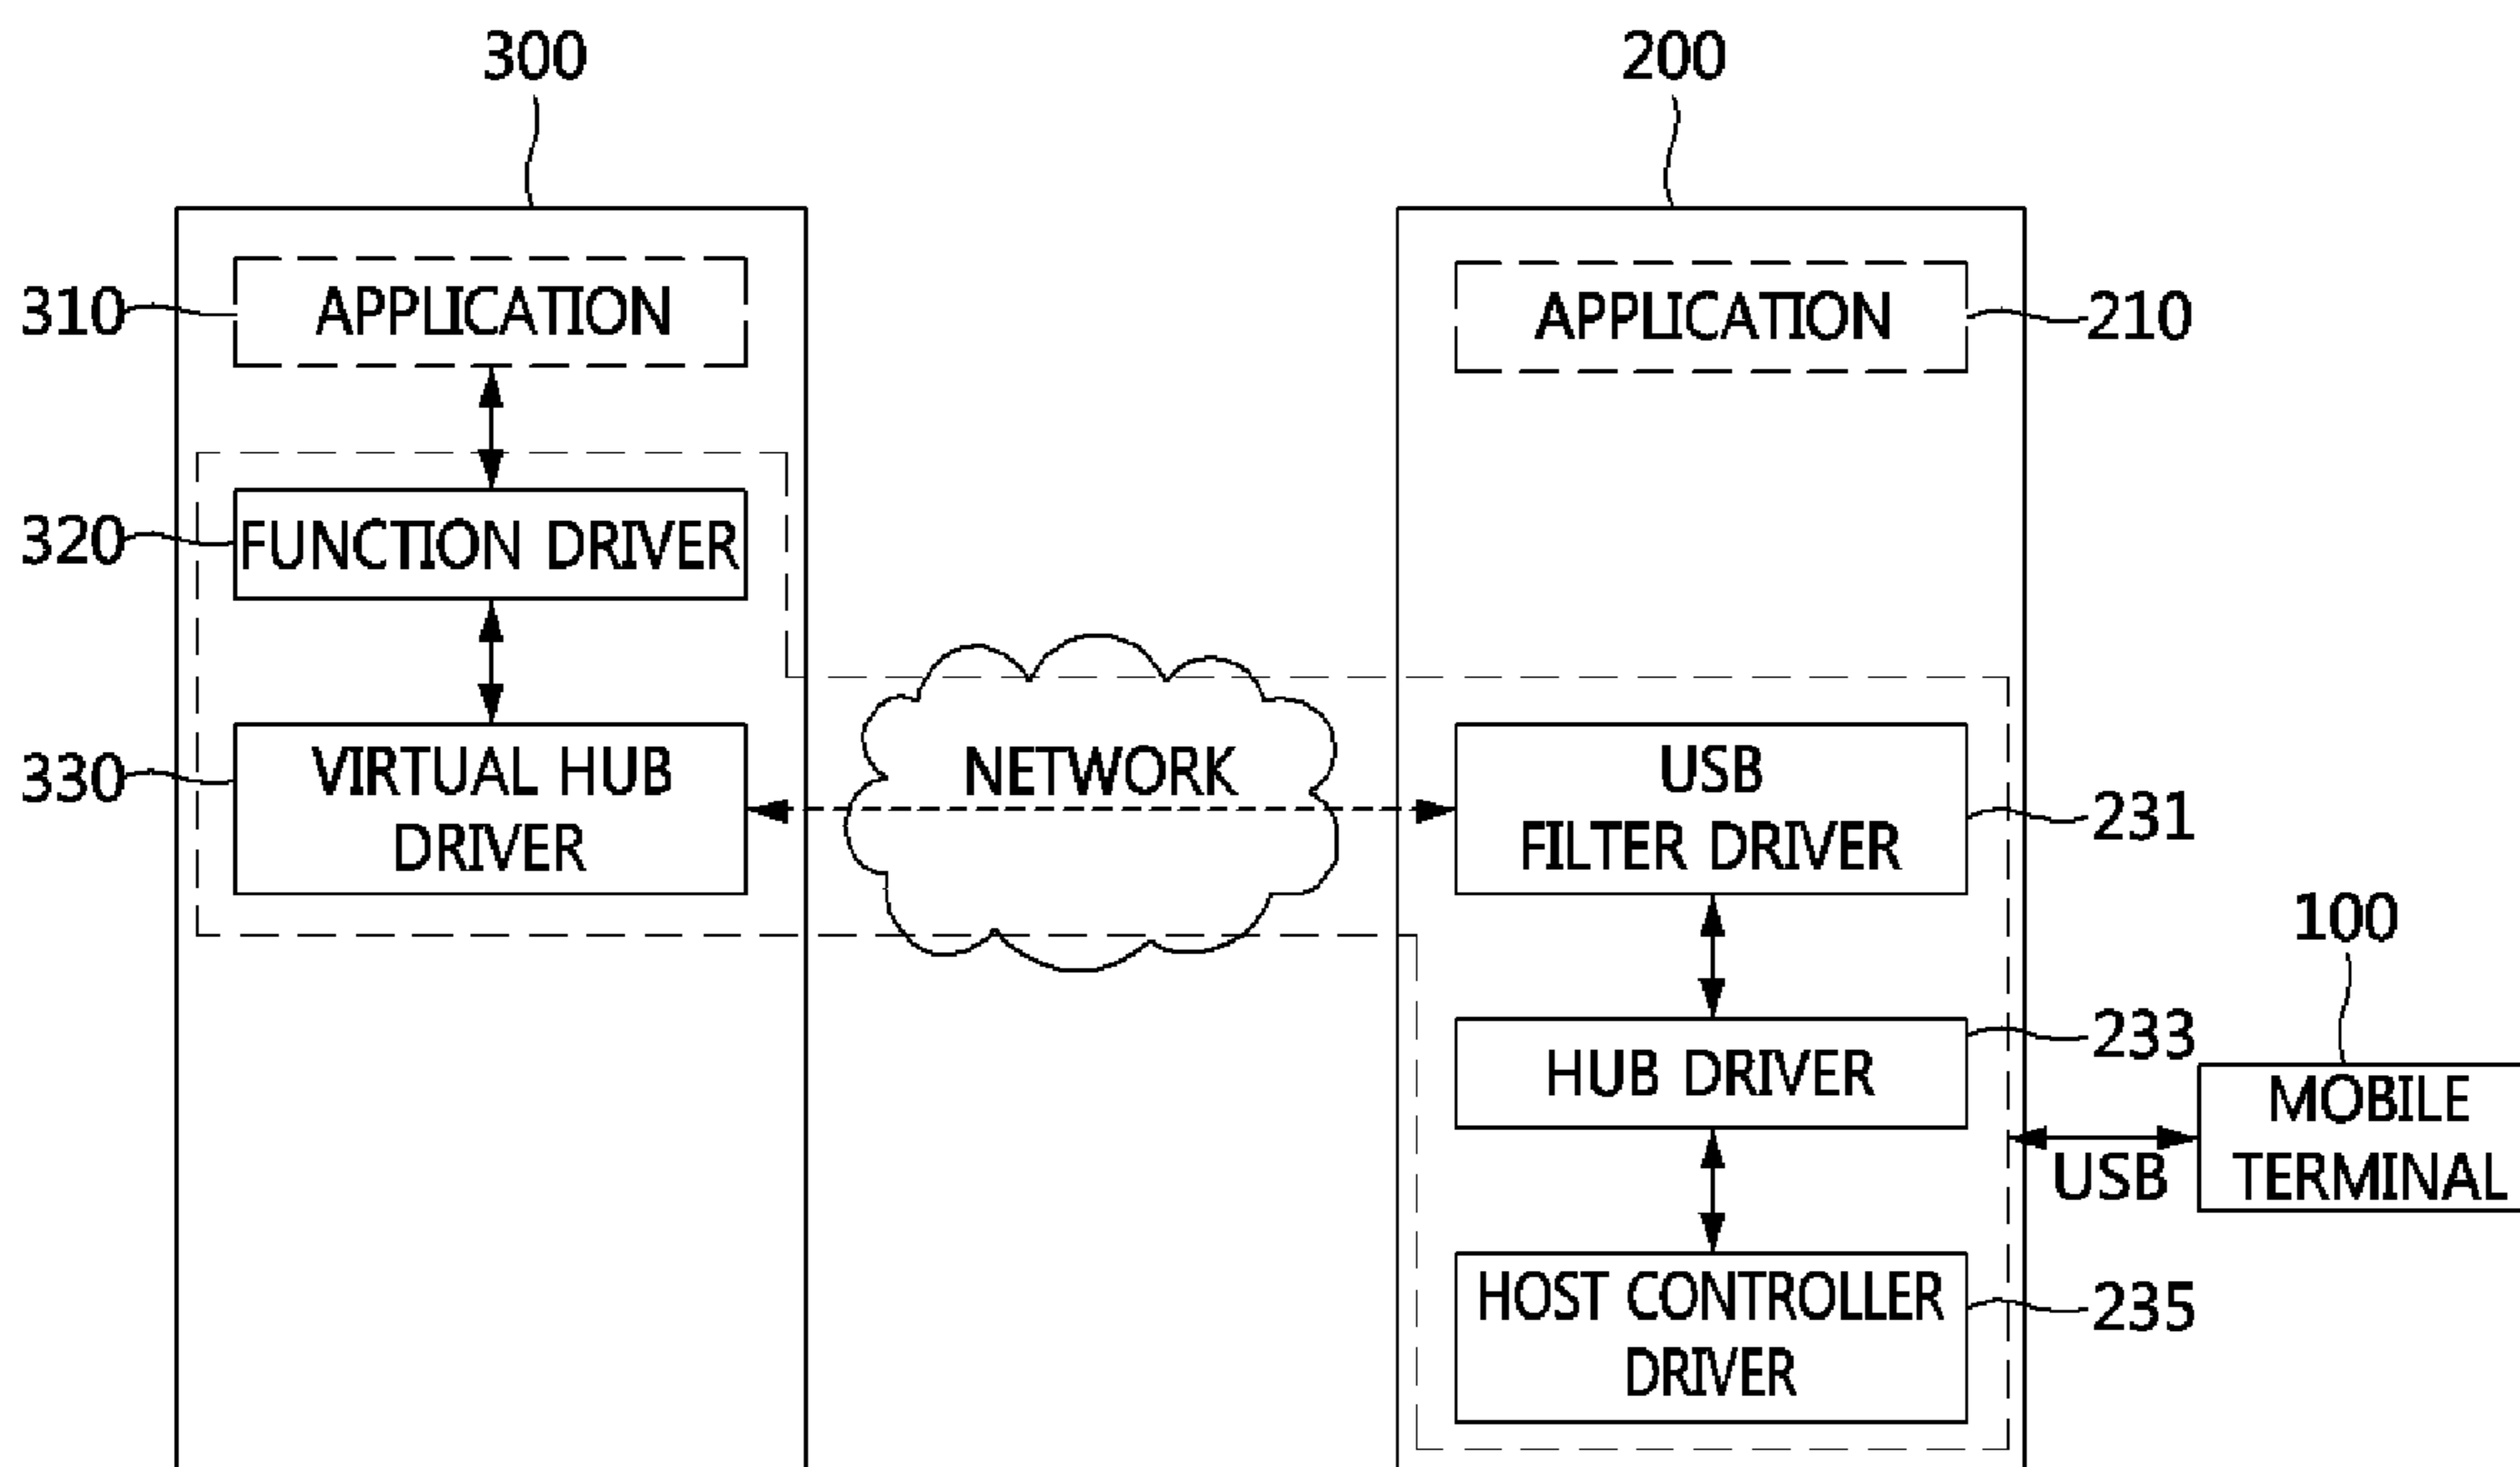 300
200
310
APPLICATION
APPLICATION
210
320
FUNCTION DRIVER
330
VIRTUAL HUB
DRIVER
NETWORK
USB
FILTER DRIVER
231
100
HUB DRIVER
233
MOBILE
TERMINAL
USB
HOST CONTROLLER
DRIVER
235